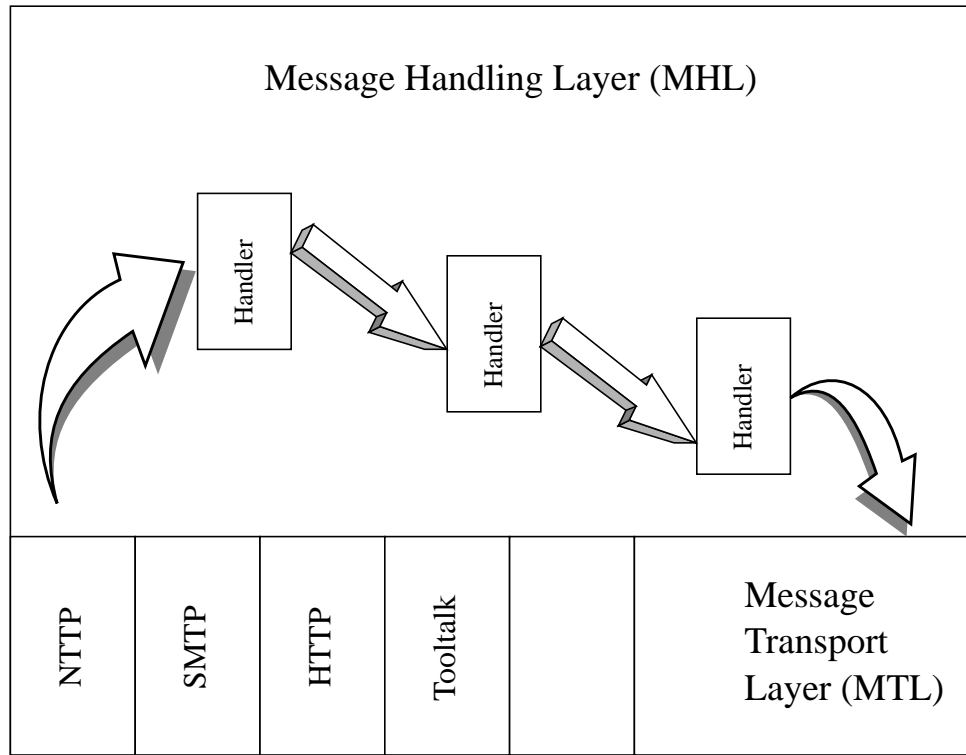 Message Handling Layer (MHL)
Handler
Handler
Handler
NTTP
SMTP
HTTP
Tooltalk
Message
Transport
Layer (MTL)